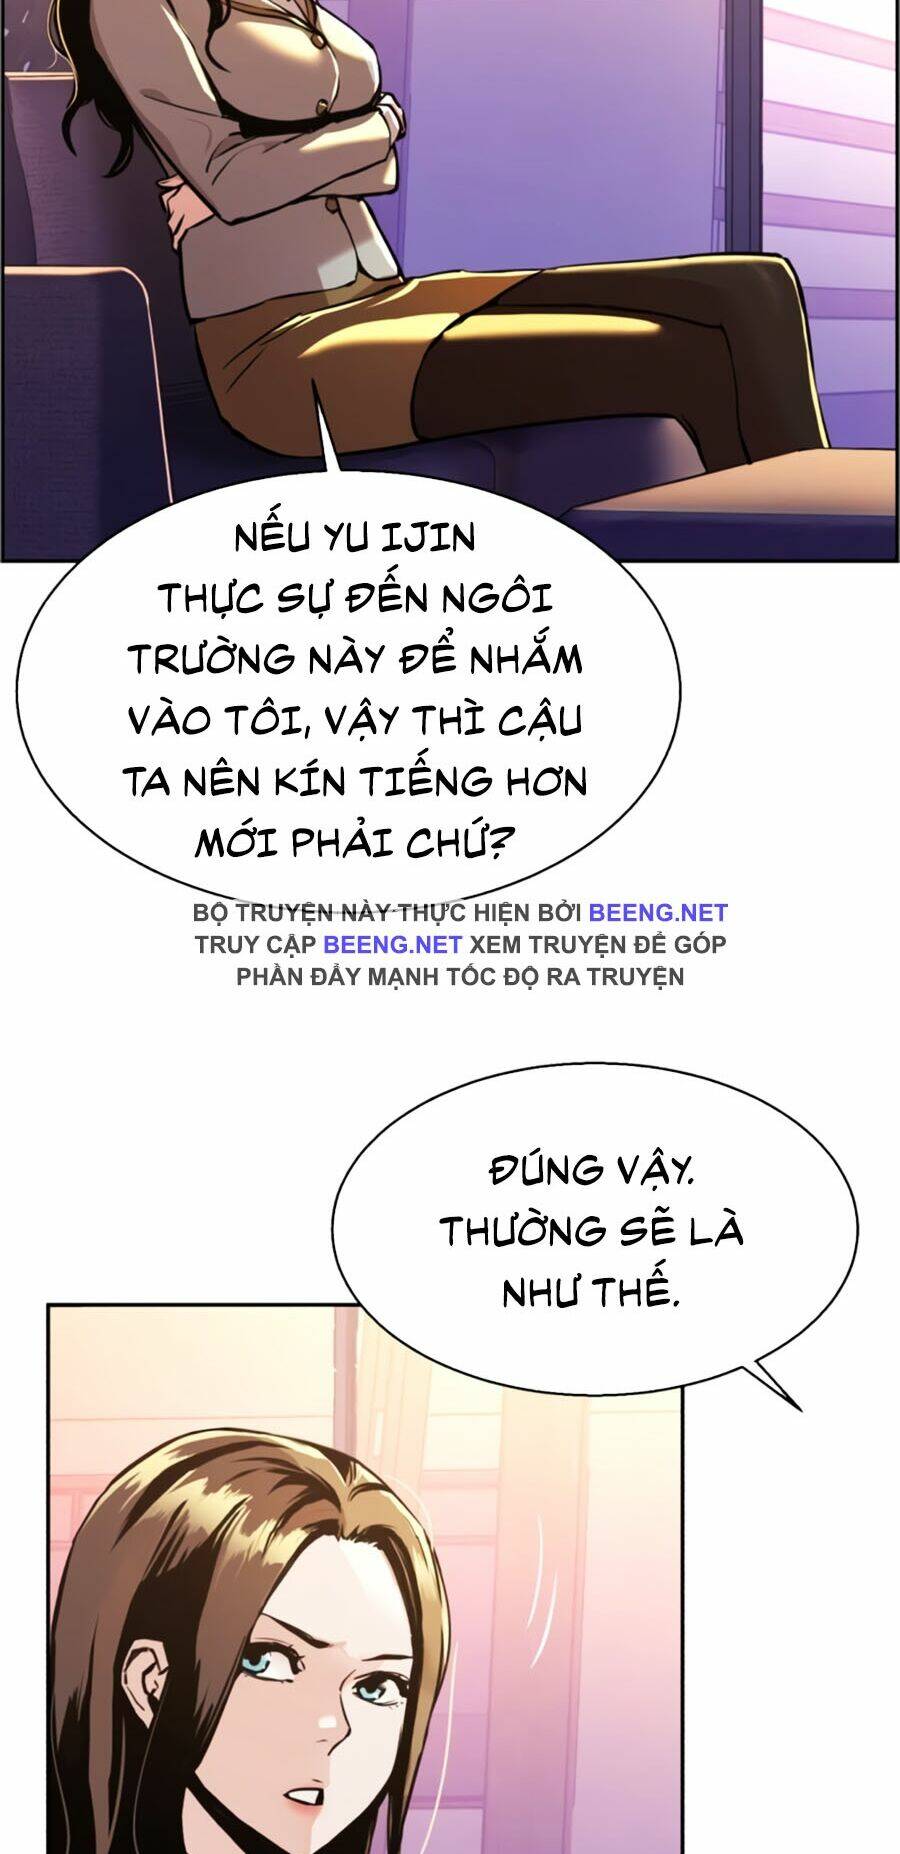 NẾU YU IJIN
THỰC SỰ ĐẾN NGÔI
TRƯỜNG NÀY ĐỂ NHẮM
VÀO TÔI, VẬY THÌ CẬU
TA NÊN KÍN TIẾNG HƠN
MỚI PHẢI CHỨ?
BỘ TRUYỆN NÀY THỰC HIỆN BỞI BEENG.NET
TRUY CẬP BEENG.NET XEM TRUYỆN ĐỂ GÓP
PHẦN ĐẨY MẠNH TỐC ĐỘ RA TRUYỆN
ĐÚNG VẬY.
THƯỜNG SẼ LÀ
NHƯ THẾ.